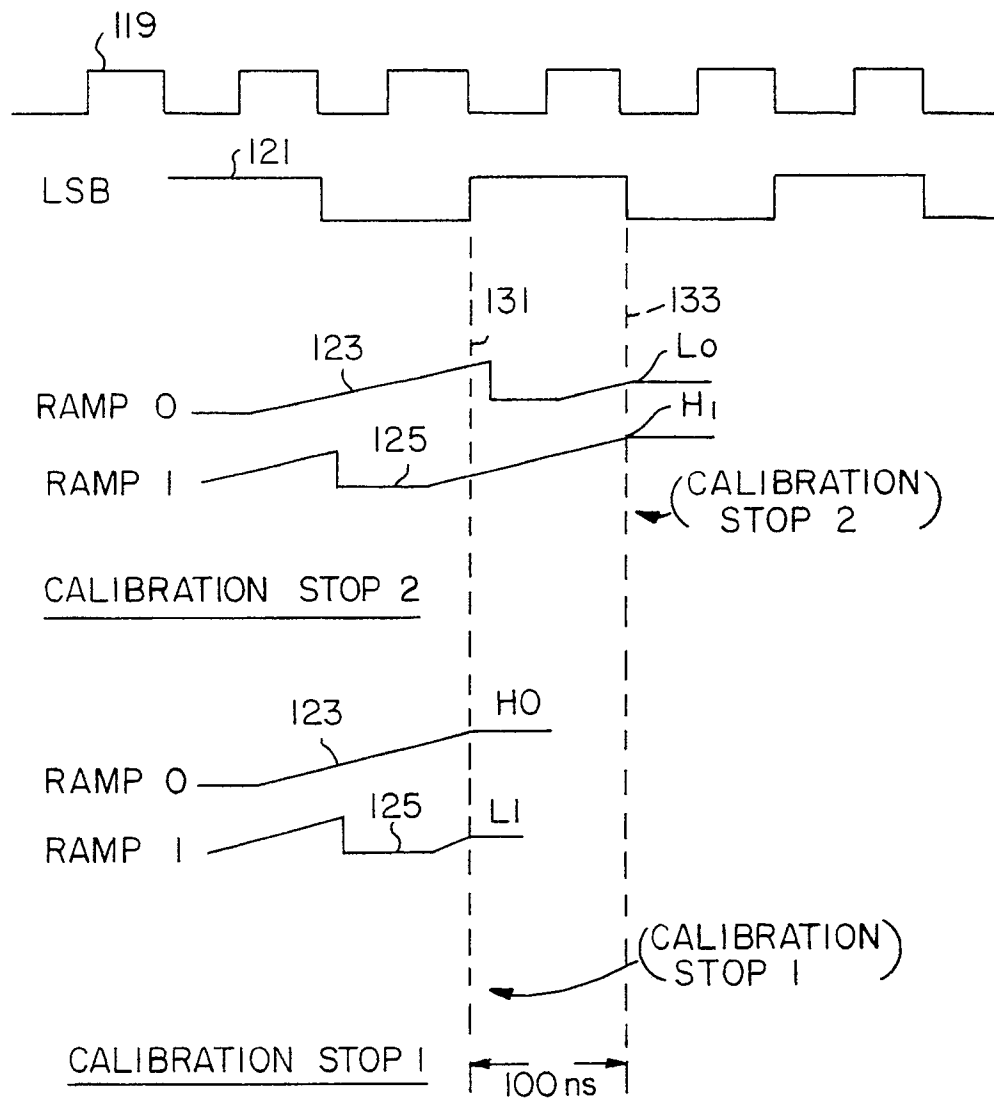 119
121
LSB
131
133
123
LO
RAMP 0
H1
125
RAMP 1
(CALIBRATION
STOP 2)
CALIBRATION STOP 2
HO
123
RAMP 0
125
L1
RAMP 1
(CALIBRATION
STOP 1)
CALIBRATION STOP 1
100 ns